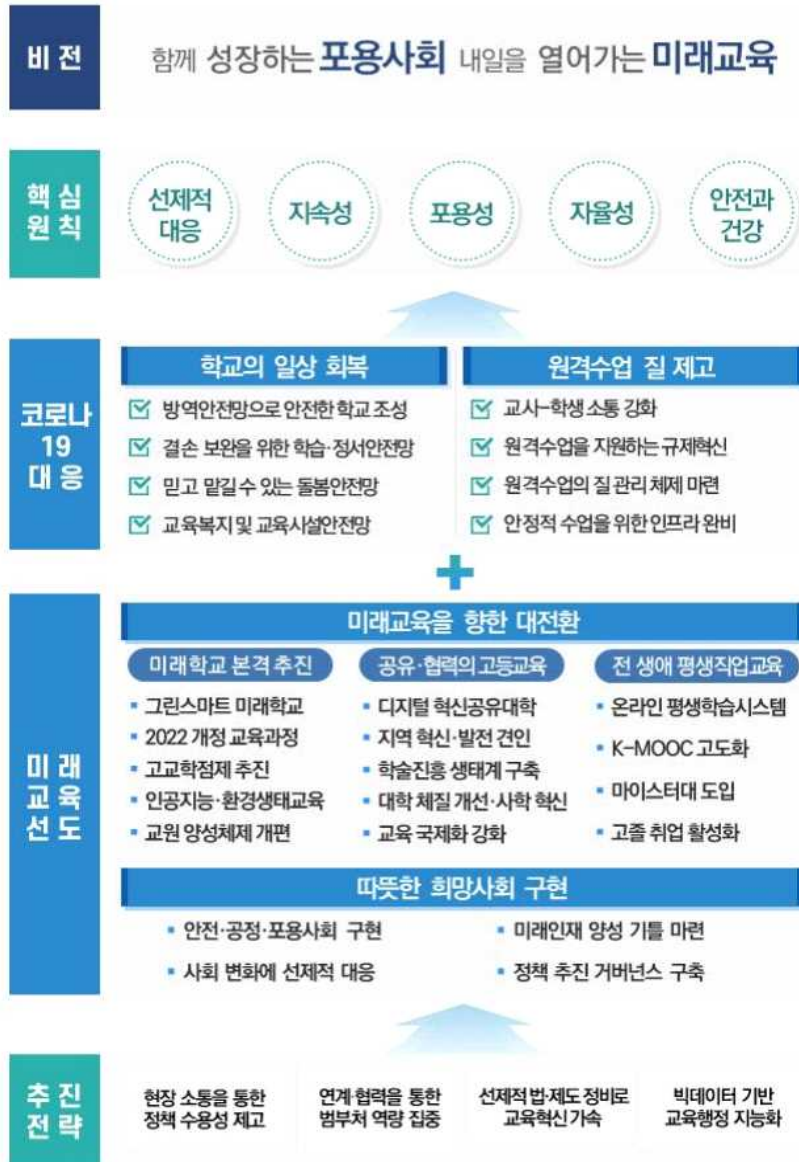 비 전
함께 성장하는 포용사회 내일을 열어가는 미래교육
핵 심
원 칙
선제적
대응
지속성
포용성
자율성
안전과
건강
코로나
19
대 응
학교의 일상 회복
방역안전망으로 안전한 학교 조성
결손 보완을 위한 학습·정서안전망
믿고 맡길 수 있는 돌봄안전망
교육복지 및 교육시설안전망
원격수업 질 제고
교사-학생 소통 강화
원격수업을 지원하는 규제혁신
원격수업의 질 관리 체제 마련
안정적 수업을 위한 인프라 완비
미 래
교 육
선 도
미래교육을 향한 대전환
미래학교 본격 추진
그린스마트 미래학교
2022 개정 교육과정
고교학점제 추진
인공지능·환경생태교육
교원 양성체제 개편
공유·협력의 고등교육
디지털 혁신공유대학
지역 혁신·발전 견인
학술진흥 생태계 구축
대학 체질 개선·사학 혁신
교육 국제화 강화
전 생애 평생직업교육
온라인 평생학습시스템
K-MOOC 고도화
마이스터대 도입
고졸 취업 활성화
따뜻한 희망사회 구현
안전·공정·포용사회 구현
사회 변화에 선제적 대응
미래인재 양성 기틀 마련
정책 추진 거버넌스 구축
추 진
전 략
현장 소통을 통한
정책 수용성 제고
연계·협력을 통한
범부처 역량 집중
선제적 법·제도 정비로
교육혁신 가속
빅데이터 기반
교육행정 지능화